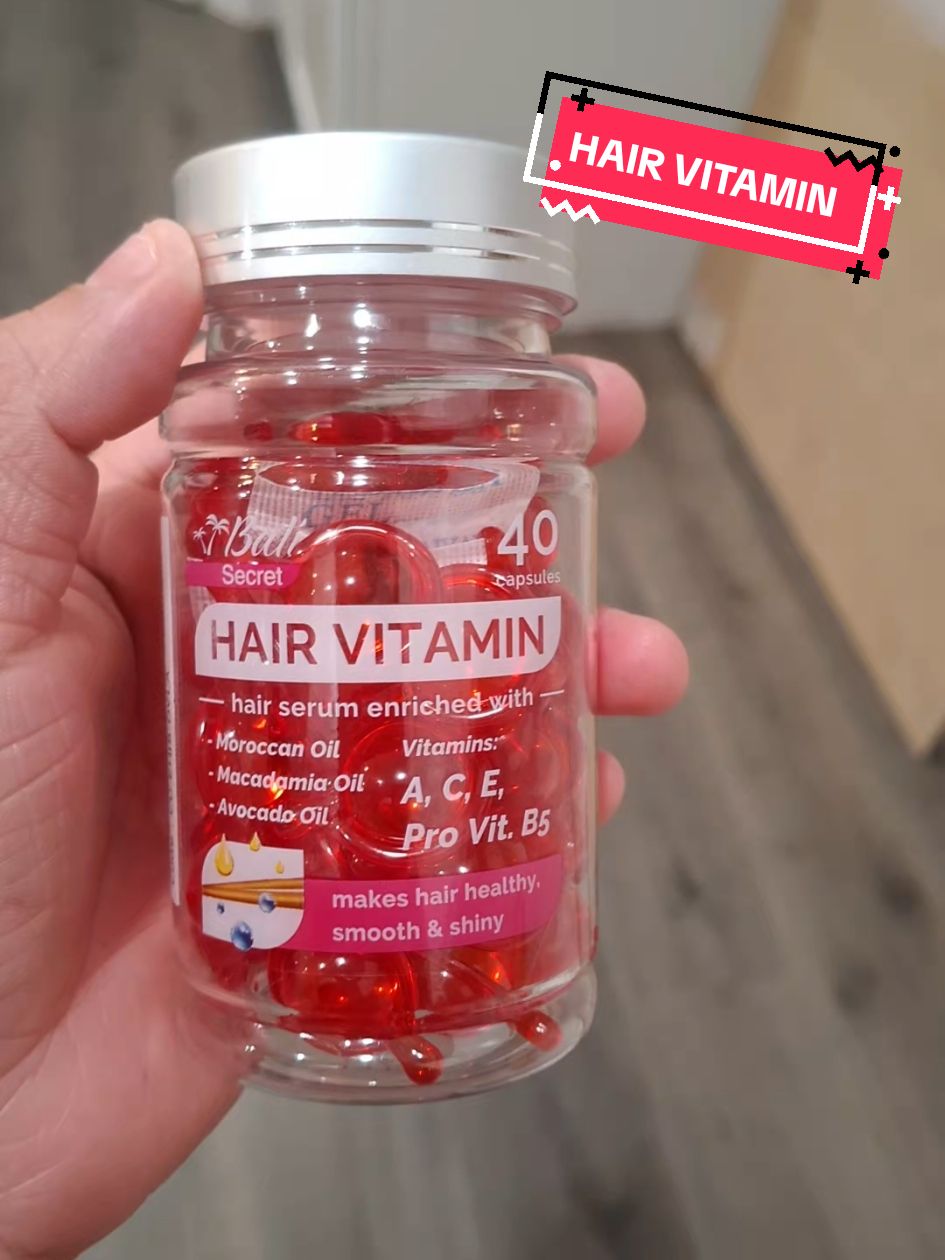 HAIR VITAMIN
Bali
Secret
40
capsules
HAIR VITAMIN
— hair serum enriched with —
- Moroccan Oil
- Macadamia Oil
- Avocado Oil
Vitamins:
A, C, E,
Pro Vit. B5
makes hair healthy,
smooth & shiny